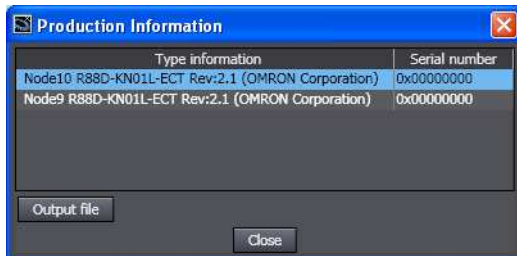 Production Information
Type information Serial number
Node10 R88D-KN01L-ECT Rev:2.1 (OMRON Corporation) 0x00000000
Node9 R88D-KN01L-ECT Rev:2.1 (OMRON Corporation) 0x00000000
Output file
Close